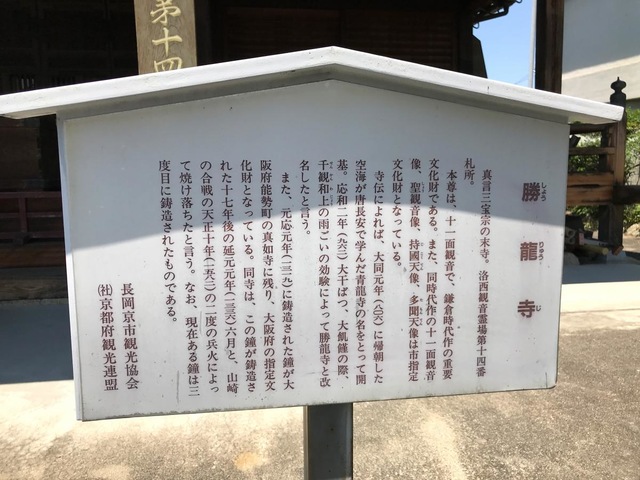 第十四
勝龍寺
しょう りゅう じ
真言三宝宗の末寺。洛西観音霊場第十四番
札所。
本尊は、十一面観音で、鎌倉時代作の重要
文化財である。また、同時代作の十一面観音
像、聖観音像、持國天像、多聞天像は市指定
文化財となっている。
寺伝によれば、大同元年(八〇六)に帰朝した
空海が唐長安で学んだ青龍寺の名をとって開
基。応和二年(九六二)大干ばつ、大飢饉の際、
千観和上の雨ごいの効験によって勝龍寺と改
名したと言う。
また、元応元年(一三一九)に鋳造された鐘が大
阪府能勢町の真如寺に残り、大阪府の指定文
化財となっている。同寺は、この鐘が鋳造さ
れた十七年後の延元元年(一三三六)六月と、山崎
の合戦の天正十年(一五八二)の二度の兵火によっ
て焼け落ちたと言う。なお、現在ある鐘は三
度目に鋳造されたものである。
長岡京市観光協会
㈳京都府観光連盟